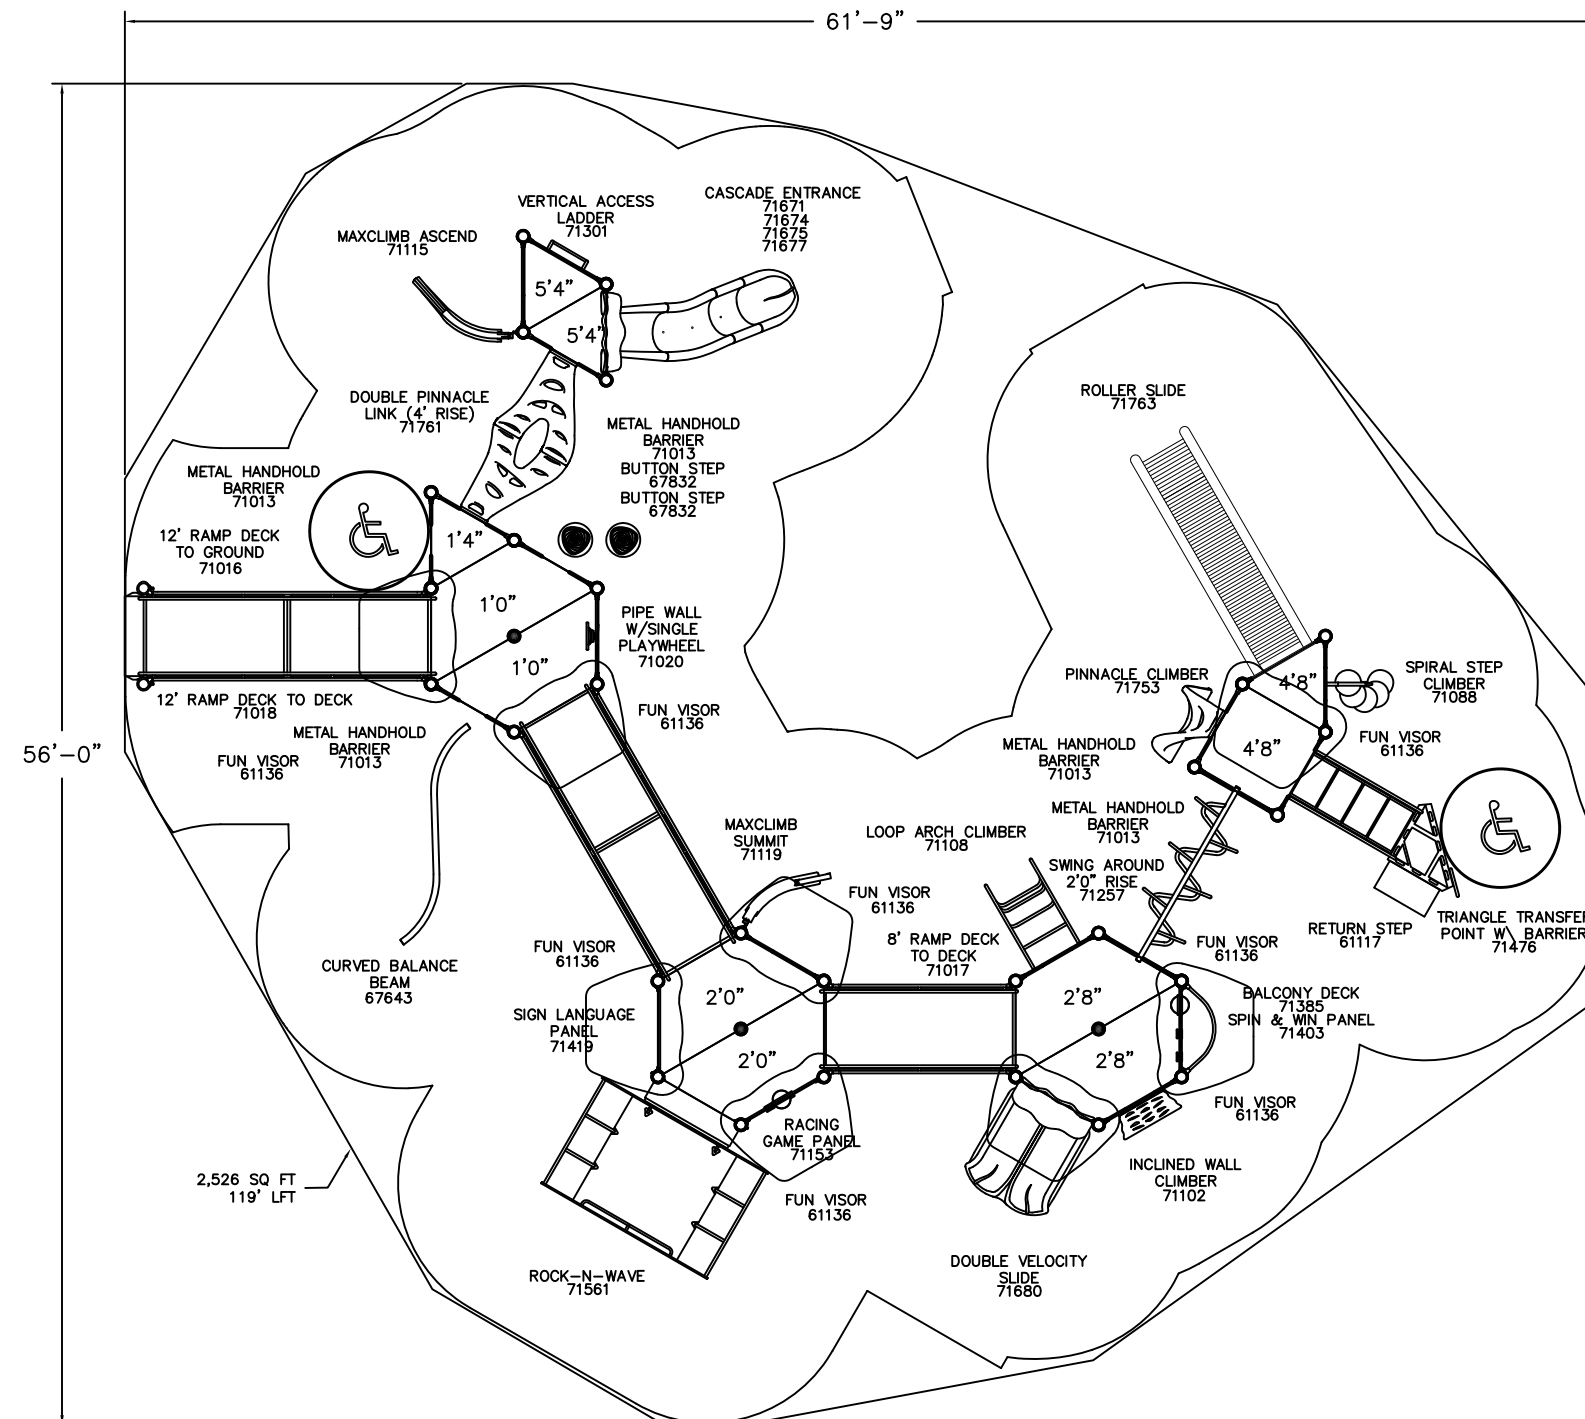 61'-9"
VERTICAL ACCESS
LADDER
71301
CASCADE ENTRANCE
71671
71674
71675
71677
MAXCLIMB ASCEND
71115
5'4"
5'4"
DOUBLE PINNACLE
LINK (4' RISE)
71761
ROLLER SLIDE
71763
METAL HANDHOLD
BARRIER
71013
BUTTON STEP
67832
BUTTON STEP
67832
METAL HANDHOLD
BARRIER
71013
12' RAMP DECK
TO GROUND
71016
1'4"
1'0"
1'0"
PIPE WALL
W/SINGLE
PLAYWHEEL
71020
12' RAMP DECK TO DECK
71018
METAL HANDHOLD
BARRIER
71013
FUN VISOR
61136
FUN VISOR
61136
56'-0"
PINNACLE CLIMBER
71753
4'8"
4'8"
SPIRAL STEP
CLIMBER
71088
FUN VISOR
61136
METAL HANDHOLD
BARRIER
71013
METAL HANDHOLD
BARRIER
71013
MAXCLIMB
SUMMIT
71119
LOOP ARCH CLIMBER
71108
SWING AROUND
2'0" RISE
71257
FUN VISOR
61136
RETURN STEP
61117
TRIANGLE TRANSFER
POINT W\ BARRIER
71476
8' RAMP DECK
TO DECK
71017
FUN VISOR
61136
FUN VISOR
61136
CURVED BALANCE
BEAM
67643
SIGN LANGUAGE
PANEL
71419
2'0"
2'0"
2'8"
2'8"
BALCONY DECK
71385
SPIN & WIN PANEL
71403
FUN VISOR
61136
RACING
GAME PANEL
71153
INCLINED WALL
CLIMBER
71102
FUN VISOR
61136
2,526 SQ FT
119' LFT
ROCK-N-WAVE
71561
DOUBLE VELOCITY
SLIDE
71680